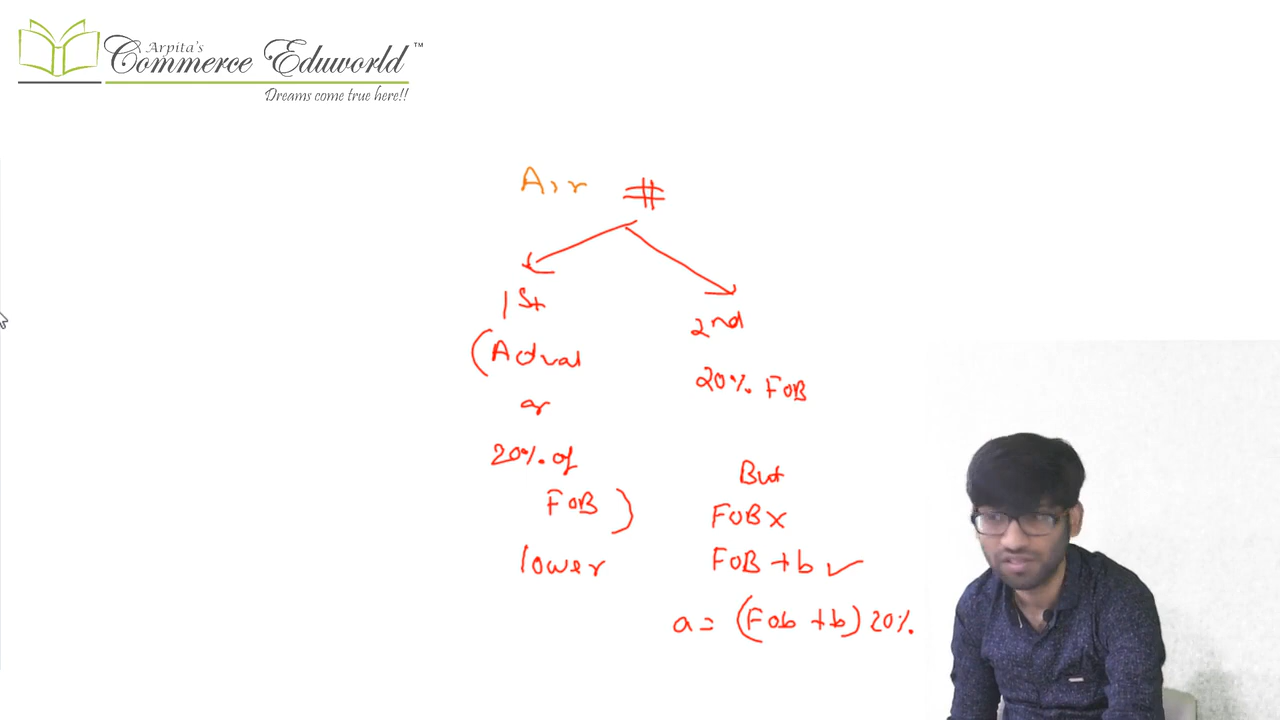 Arpita's
Commerce Eduworld™
Dreams come true here!!
Air #
1st
(Actual
or
20% of
FOB)
lower
2nd
20% FOB
But
FOB x
FOB + b ✓
a = (Fob + b) 20%